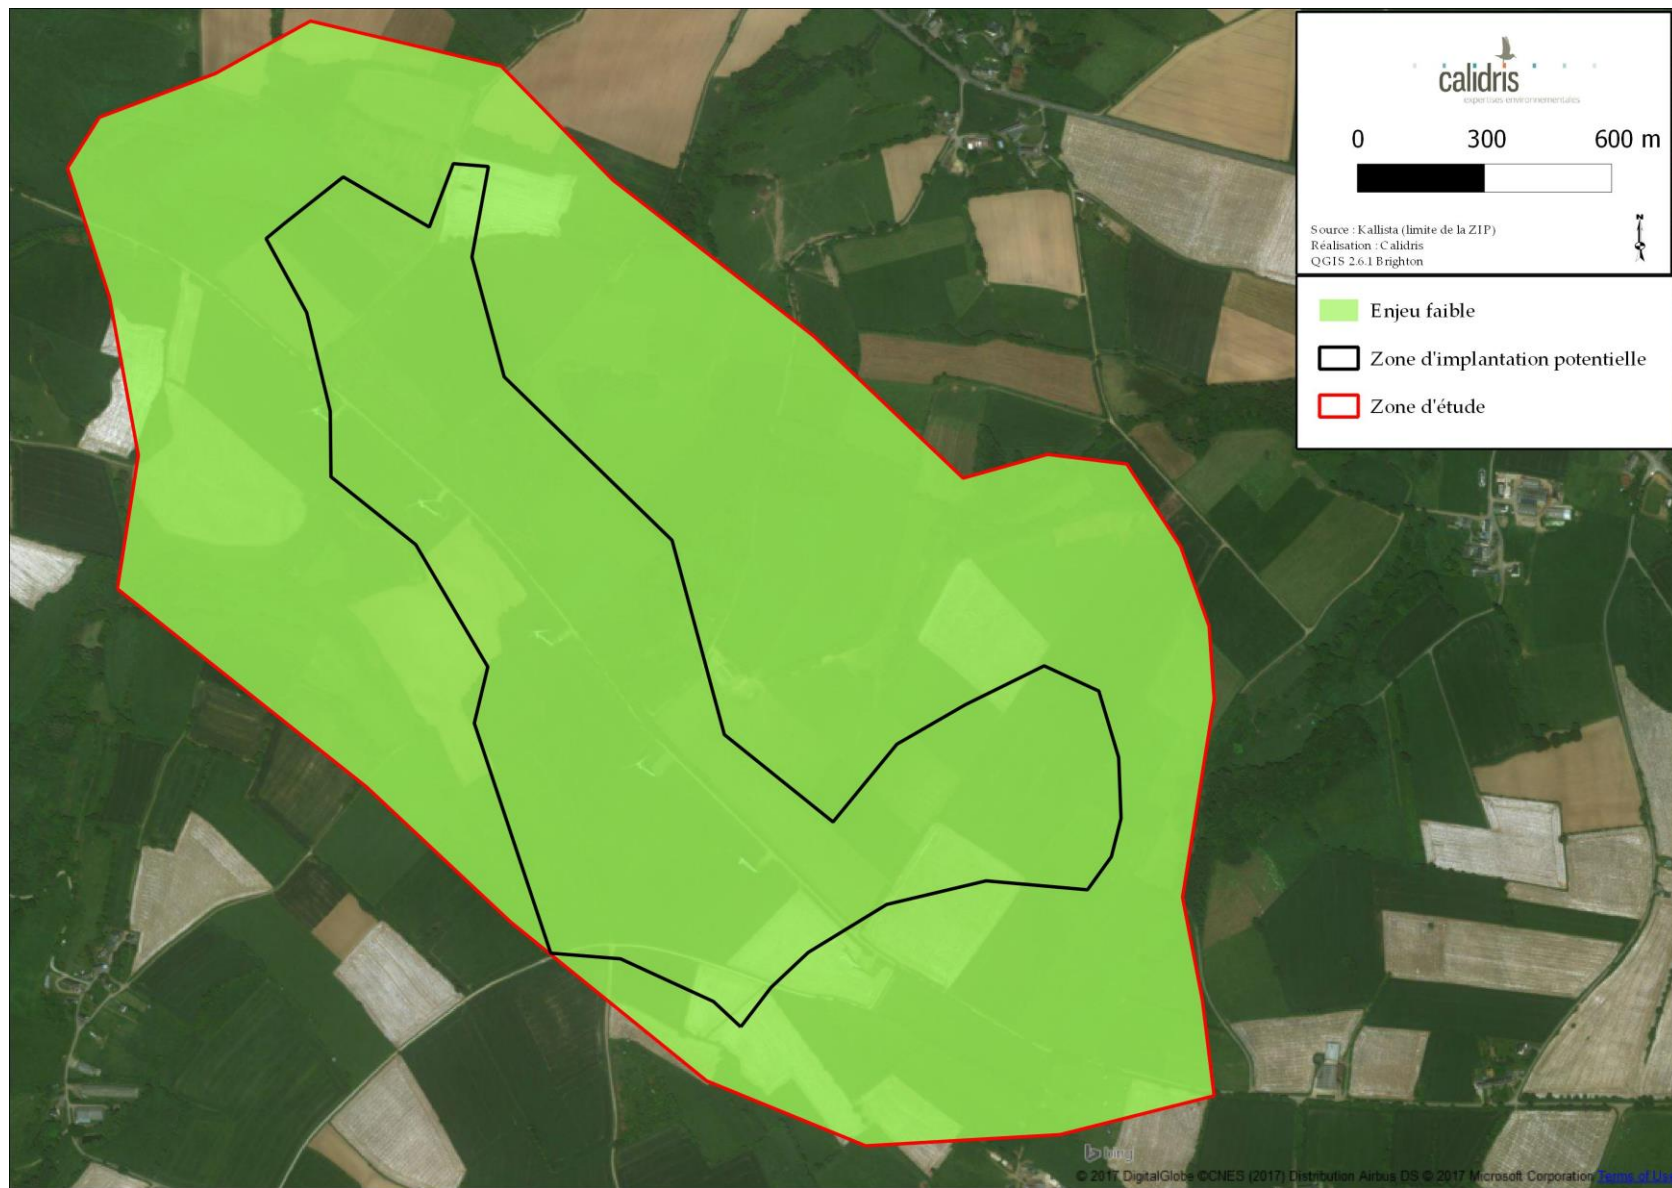 calidris
expertises environnementales
0 300 600 m
N
Source : Kallista (limite de la ZIP)
Réalisation : Calidris
QGIS 2.6.1 Brighton
Enjeu faible
Zone d'implantation potentielle
Zone d'étude
bing
© 2017 DigitalGlobe ©CNES (2017) Distribution Airbus DS © 2017 Microsoft Corporation Terms of Us